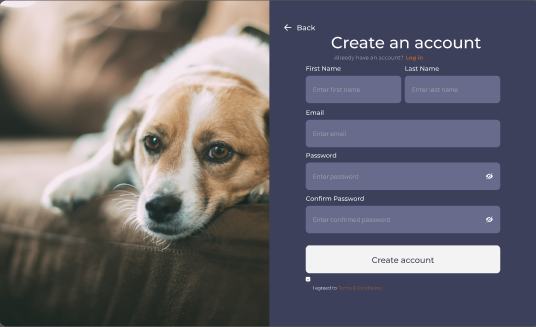 Back
Create an account
Already have an account? Log in
First Name
Last Name
Enter first name
Enter last name
Email
Enter email
Password
Enter password
Confirm Password
Enter confirmed password
Create account
I agreed to Terms & Conditions